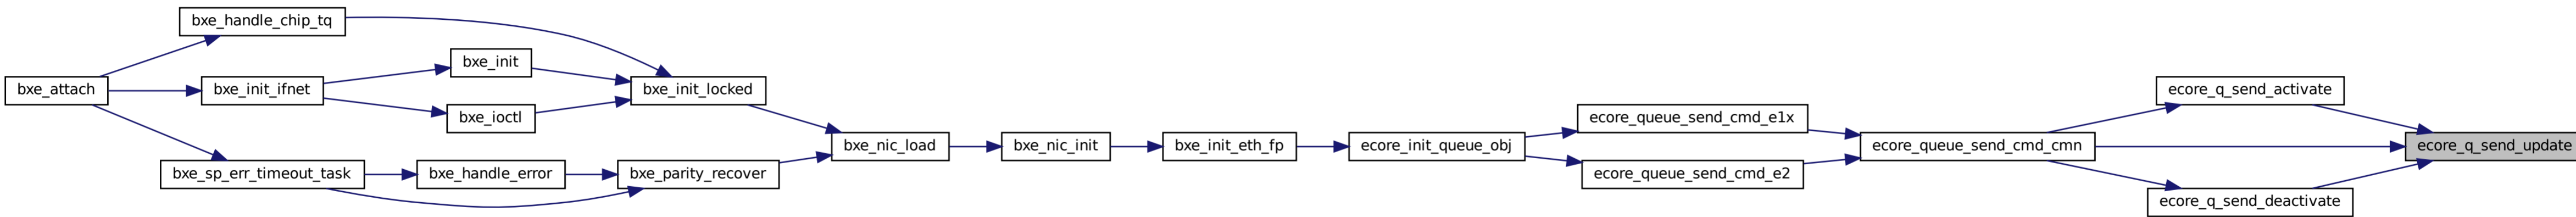 bxe_attach
bxe_handle_chip_tq
bxe_init_ifnet
bxe_sp_err_timeout_task
bxe_init
bxe_ioctl
bxe_handle_error
bxe_init_locked
bxe_parity_recover
bxe_nic_load
bxe_nic_init
bxe_init_eth_fp
ecore_init_queue_obj
ecore_queue_send_cmd_e1x
ecore_queue_send_cmd_e2
ecore_queue_send_cmd_cmn
ecore_q_send_activate
ecore_q_send_deactivate
ecore_q_send_update